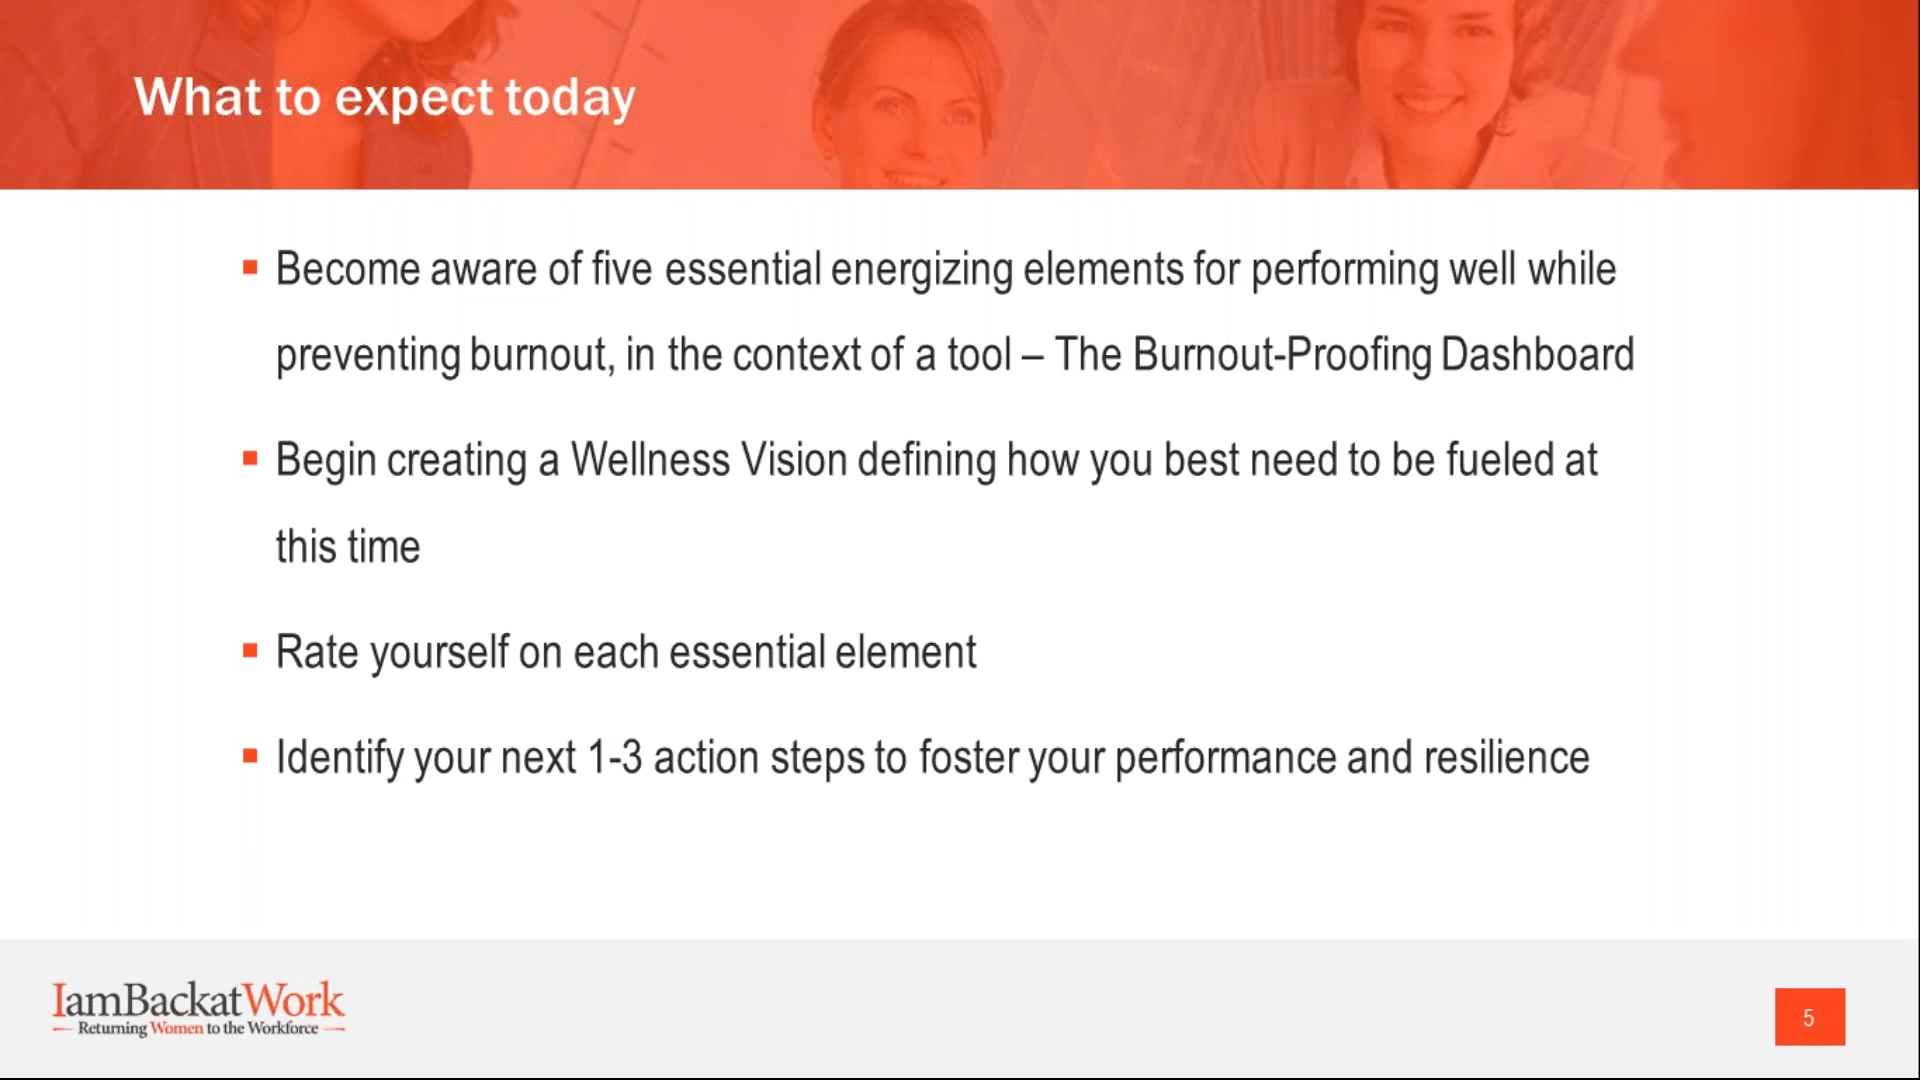 What to expect today
Become aware of five essential energizing elements for performing well while
preventing burnout, in the context of a tool – The Burnout-Proofing Dashboard
Begin creating a Wellness Vision defining how you best need to be fueled at
this time
Rate yourself on each essential element
Identify your next 1-3 action steps to foster your performance and resilience
IamBackatWork
Returning Women to the Workforce
5